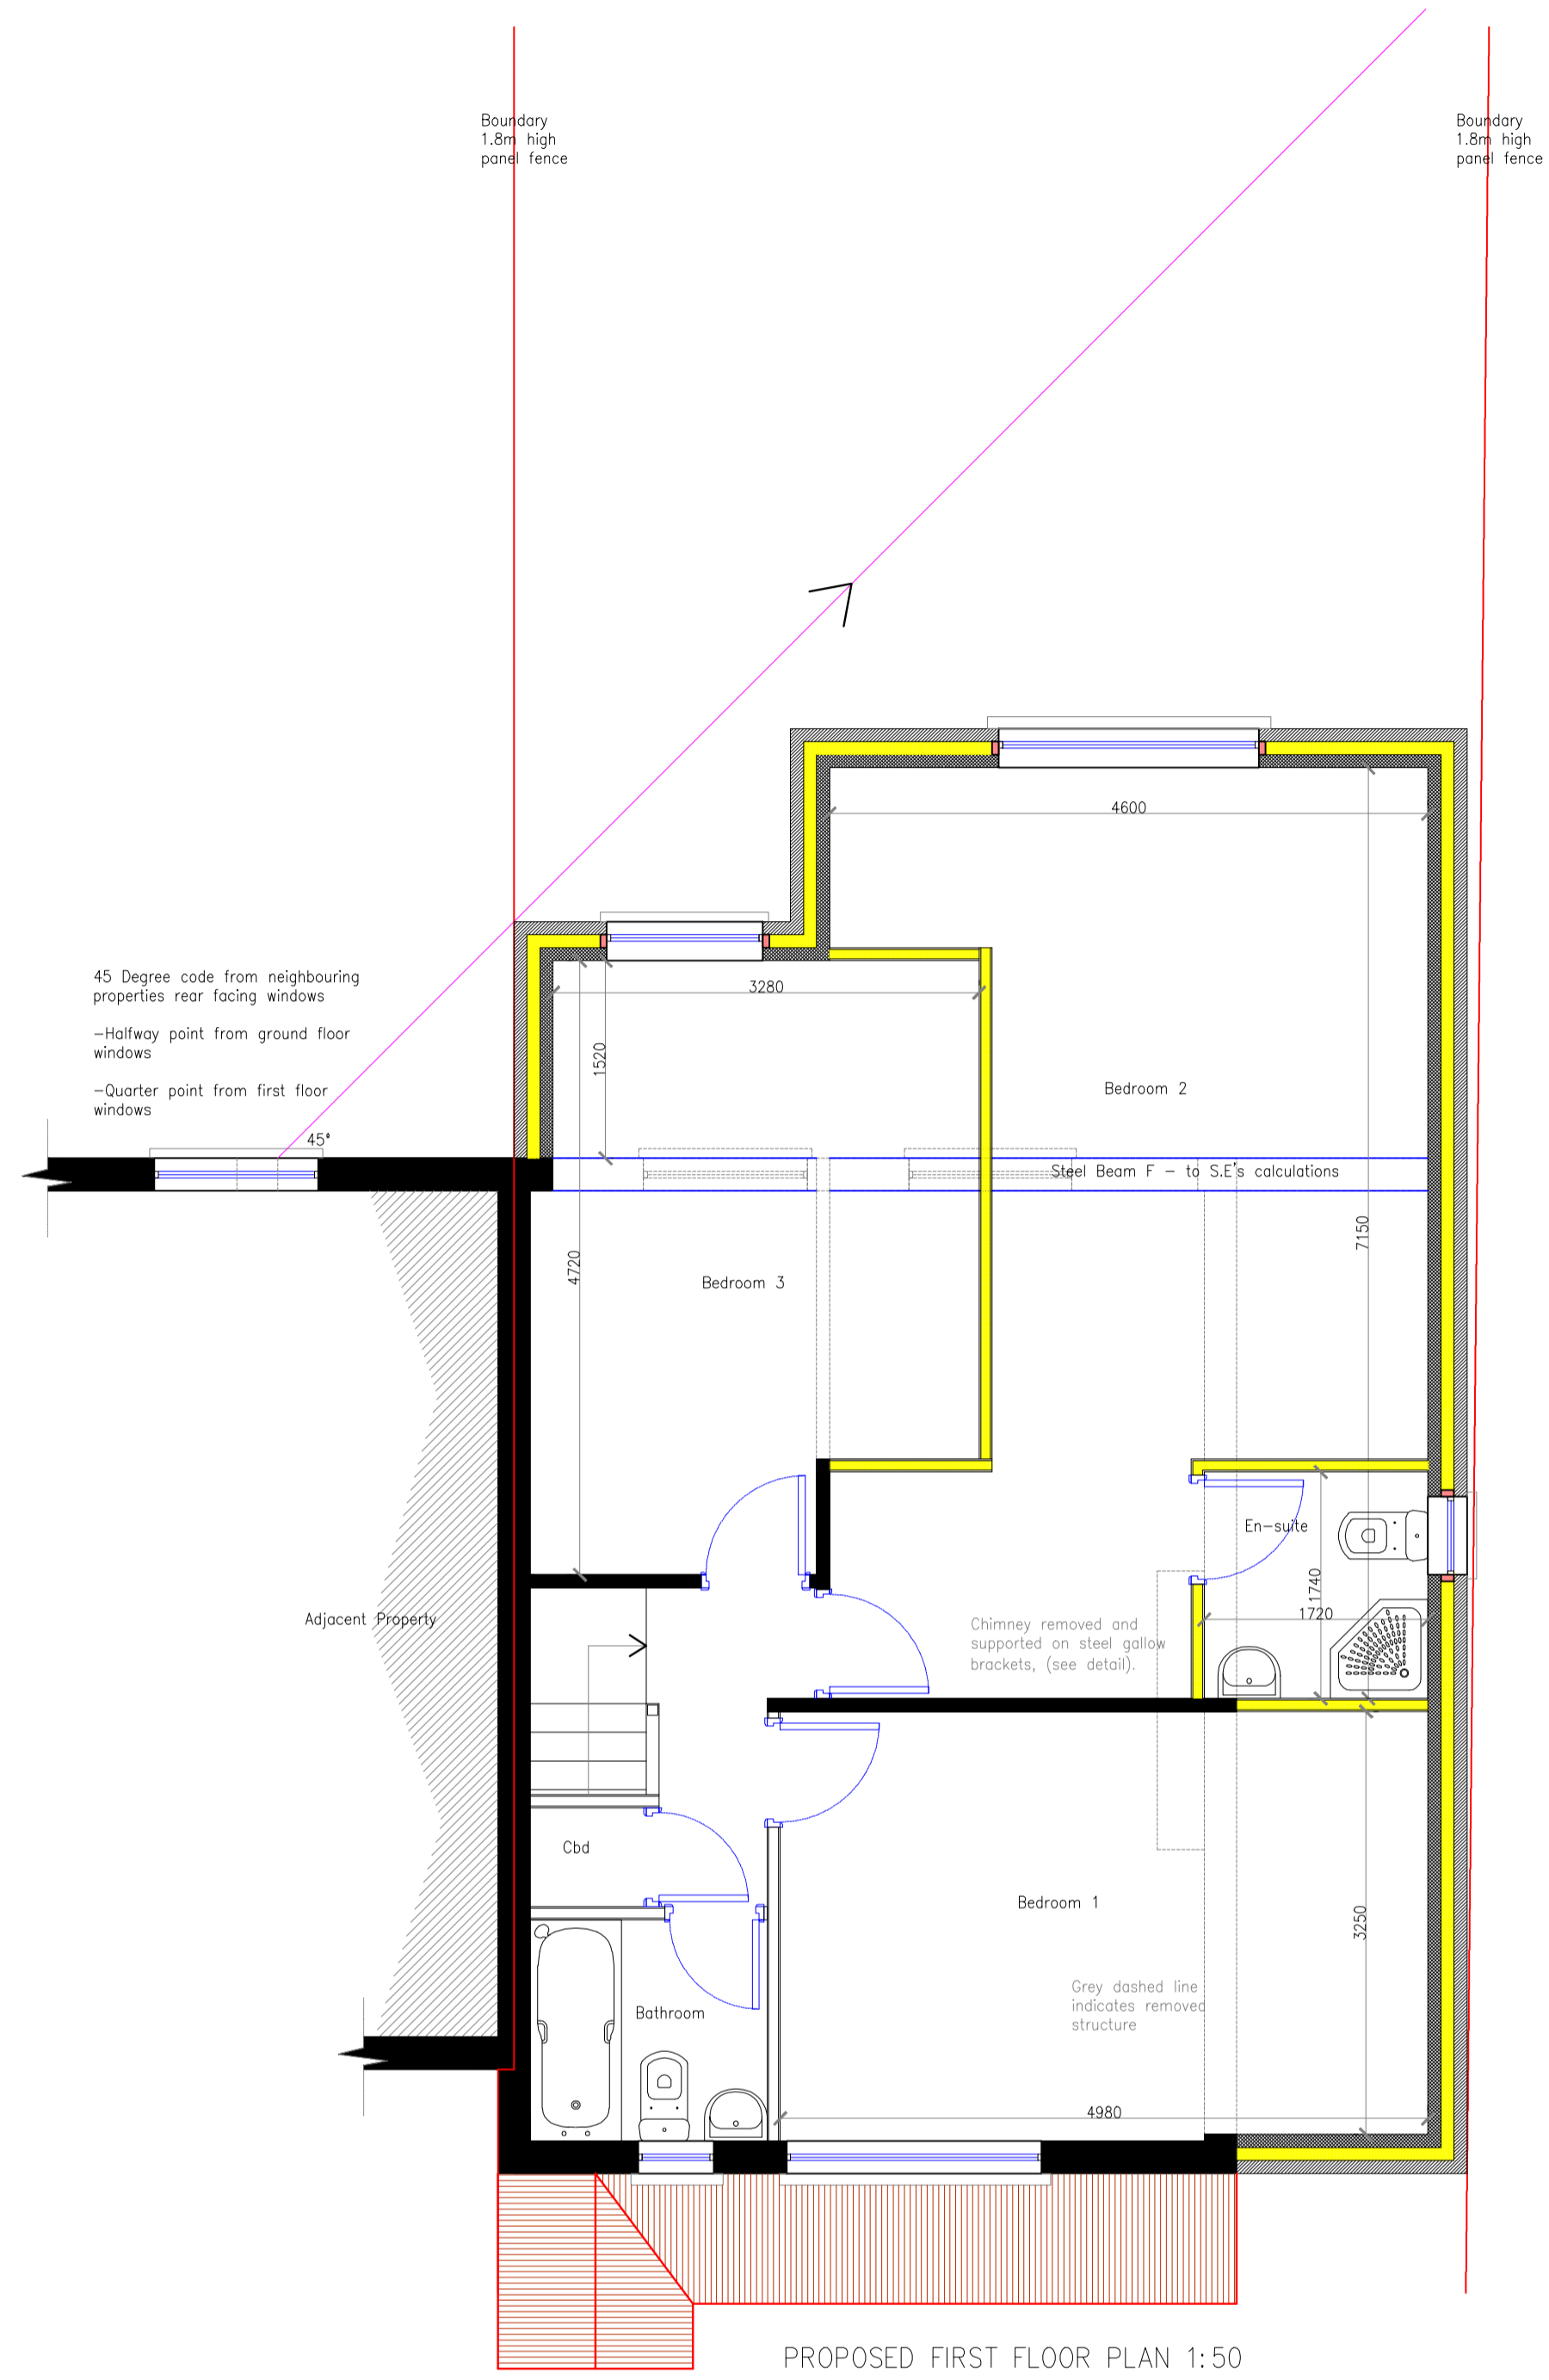 Boundary
1.8m high
panel fence
Boundary
1.8m high
panel fence
4600
45 Degree code from neighbouring
properties rear facing windows
-Halfway point from ground floor
windows
-Quarter point from first floor
windows
45°
3280
1520
Bedroom 2
Steel Beam F - to S.E's calculations
7150
4720
Bedroom 3
En-suite
1740
1720
Adjacent Property
Chimney removed and
supported on steel gallow
brackets, (see detail).
Cbd
Bedroom 1
3250
Grey dashed line
indicates removed
structure
Bathroom
4980
PROPOSED FIRST FLOOR PLAN 1:50